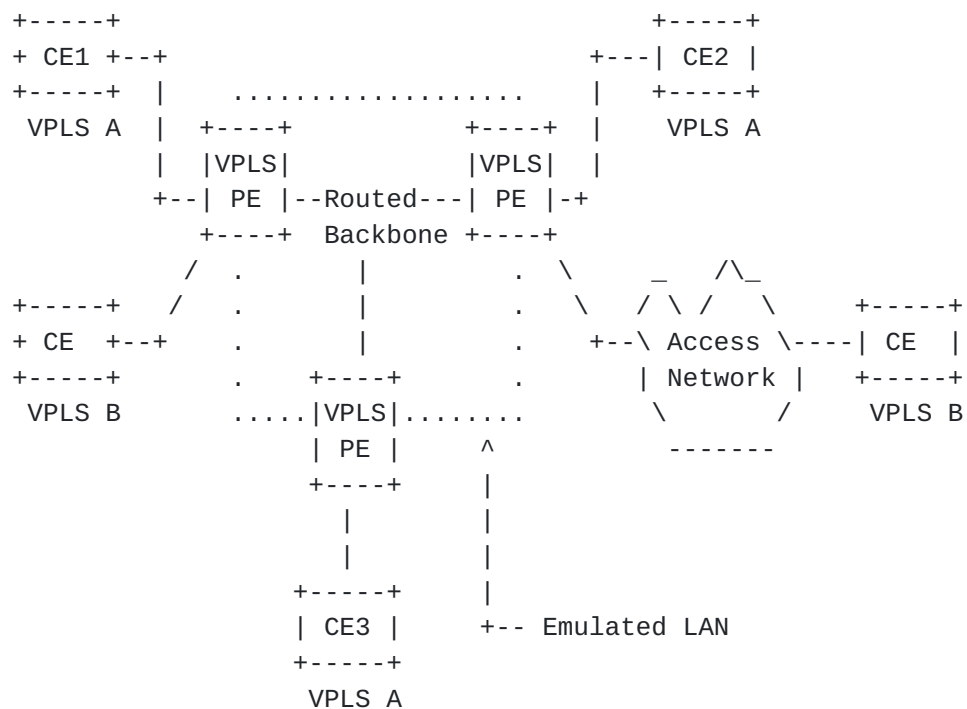 CE1 CE2
VPLS A VPLS A
VPLS VPLS
PE Routed PE
Backbone
CE Access CE
Network
VPLS B VPLS VPLS B
PE
CE3 Emulated LAN
VPLS A